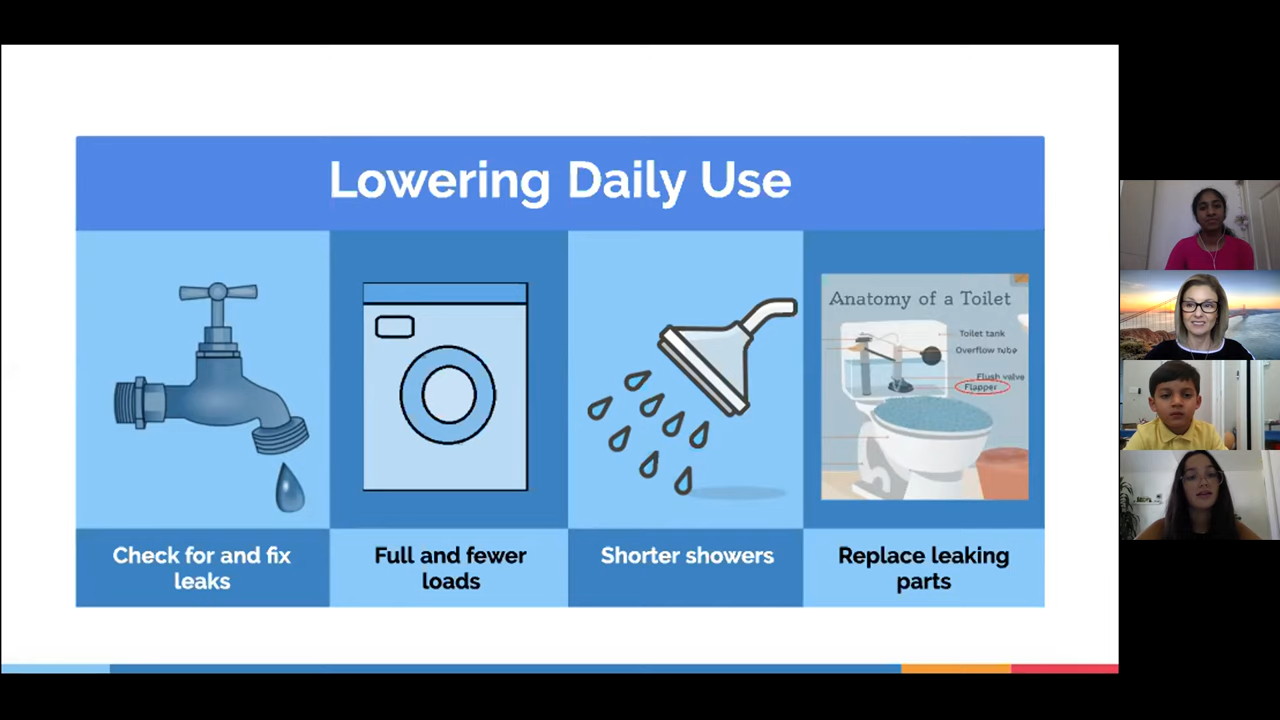 Lowering Daily Use
Anatomy of a Toilet
Toilet tank
Overflow tube
Flush valve
Flapper
Check for and fix
leaks
Full and fewer
loads
Shorter showers
Replace leaking
parts